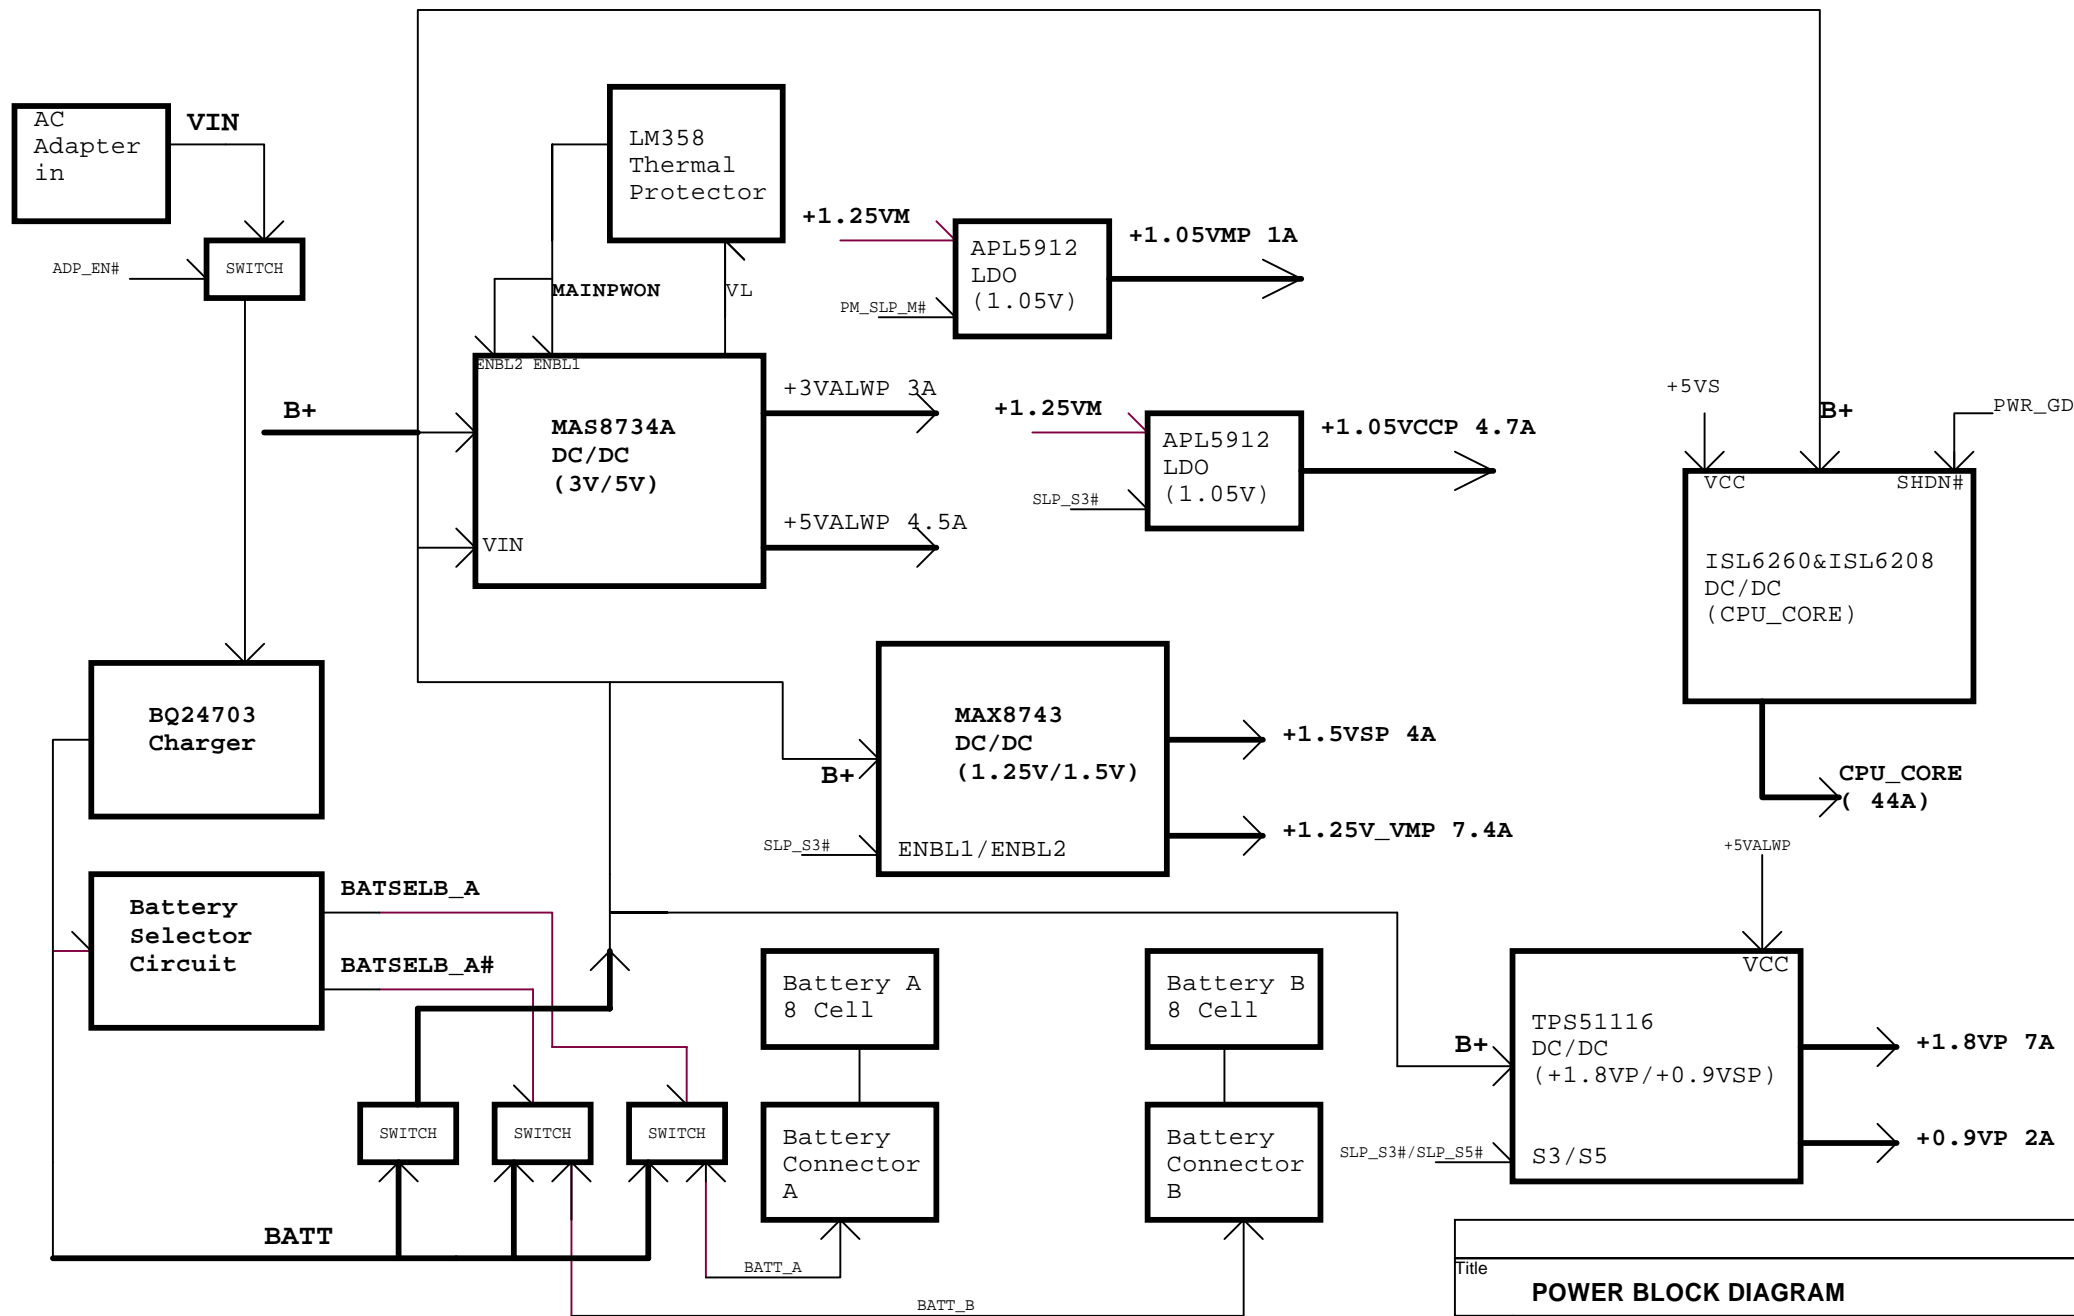 AC
Adapter
in
VIN
ADP_EN#
SWITCH
LM358
Thermal
Protector
MAINPWON
VL
+1.25VM
APL5912
LDO
(1.05V)
+1.05VMP 1A
PM_SLP_M#
ENBL2 ENBL1
B+
MAS8734A
DC/DC
(3V/5V)
VIN
+3VALWP 3A
+5VALWP 4.5A
+1.25VM
APL5912
LDO
(1.05V)
+1.05VCCP 4.7A
SLP_S3#
+5VS
B+
PWR_GD
VCC
SHDN#
ISL6260&ISL6208
DC/DC
(CPU_CORE)
CPU_CORE
( 44A)
BQ24703
Charger
MAX8743
DC/DC
(1.25V/1.5V)
B+
SLP_S3#
ENBL1/ENBL2
+1.5VSP 4A
+1.25V_VMP 7.4A
Battery
Selector
Circuit
BATSELB_A
BATSELB_A#
Battery A
8 Cell
Battery B
8 Cell
+5VALWP
VCC
B+
TPS51116
DC/DC
(+1.8VP/+0.9VSP)
SLP_S3#/SLP_S5#
S3/S5
+1.8VP 7A
+0.9VP 2A
SWITCH
SWITCH
SWITCH
Battery
Connector
A
Battery
Connector
B
BATT
BATT_A
BATT_B
Title
POWER BLOCK DIAGRAM